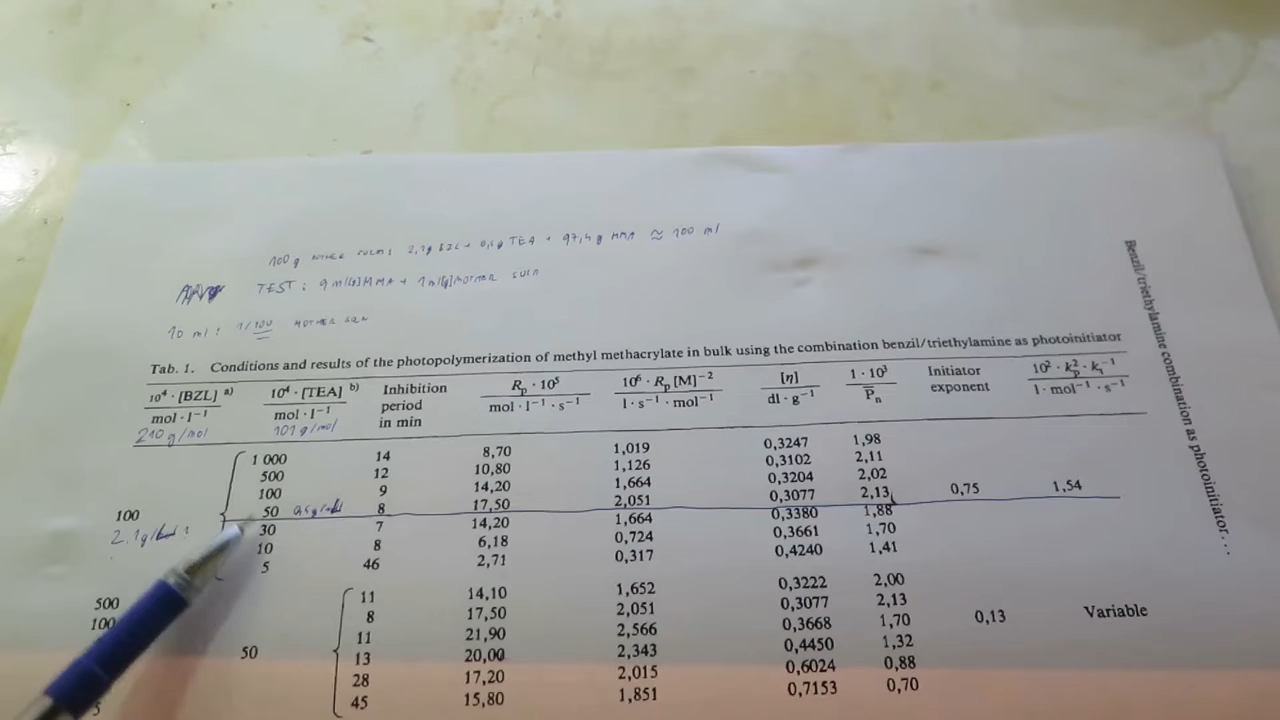 100 g MOTHER SOLN: 2,1g BZL + 0,5g TEA + 97,4 g MMA ≈ 100 ml
TEST: 9 ml[g]MMA + 1ml[g]MOTHER SOLN
10 ml: 1/100 MOTHER SOLN
Tab. 1. Conditions and results of the photopolymerization of methyl methacrylate in bulk using the combination benzil/triethylamine as photoinitiator
10⁴ · [BZL] a) 10⁴ · [TEA] b) Inhibition Rₚ · 10⁵ 10⁶ · Rₚ [M]⁻² [η] 1 · 10³ Initiator 10² · kₚ² · kₜ⁻¹
mol · l⁻¹ mol · l⁻¹ period in min mol · l⁻¹ · s⁻¹ l · s⁻¹ · mol⁻¹ dl · g⁻¹ P̅ₙ exponent l · mol⁻¹ · s⁻¹
210 g/mol 101 g/mol
1 000 14 8,70 1,019 0,3247 1,98
500 12 10,80 1,126 0,3102 2,11
100 9 14,20 1,664 0,3204 2,02
100 50 8 17,50 2,051 0,3077 2,13 0,75 1,54
30 7 14,20 1,664 0,3380 1,88
2.1g/
10 8 6,18 0,724 0,3661 1,70
5 46 2,71 0,317 0,4240 1,41
500 11 14,10 1,652 0,3222 2,00
100 8 17,50 2,051 0,3077 2,13
11 21,90 2,566 0,3668 1,70 0,13 Variable
50 13 20,00 2,343 0,4450 1,32
28 17,20 2,015 0,6024 0,88
5 45 15,80 1,851 0,7153 0,70
Benzil/triethylamine combination as photoinitiator...